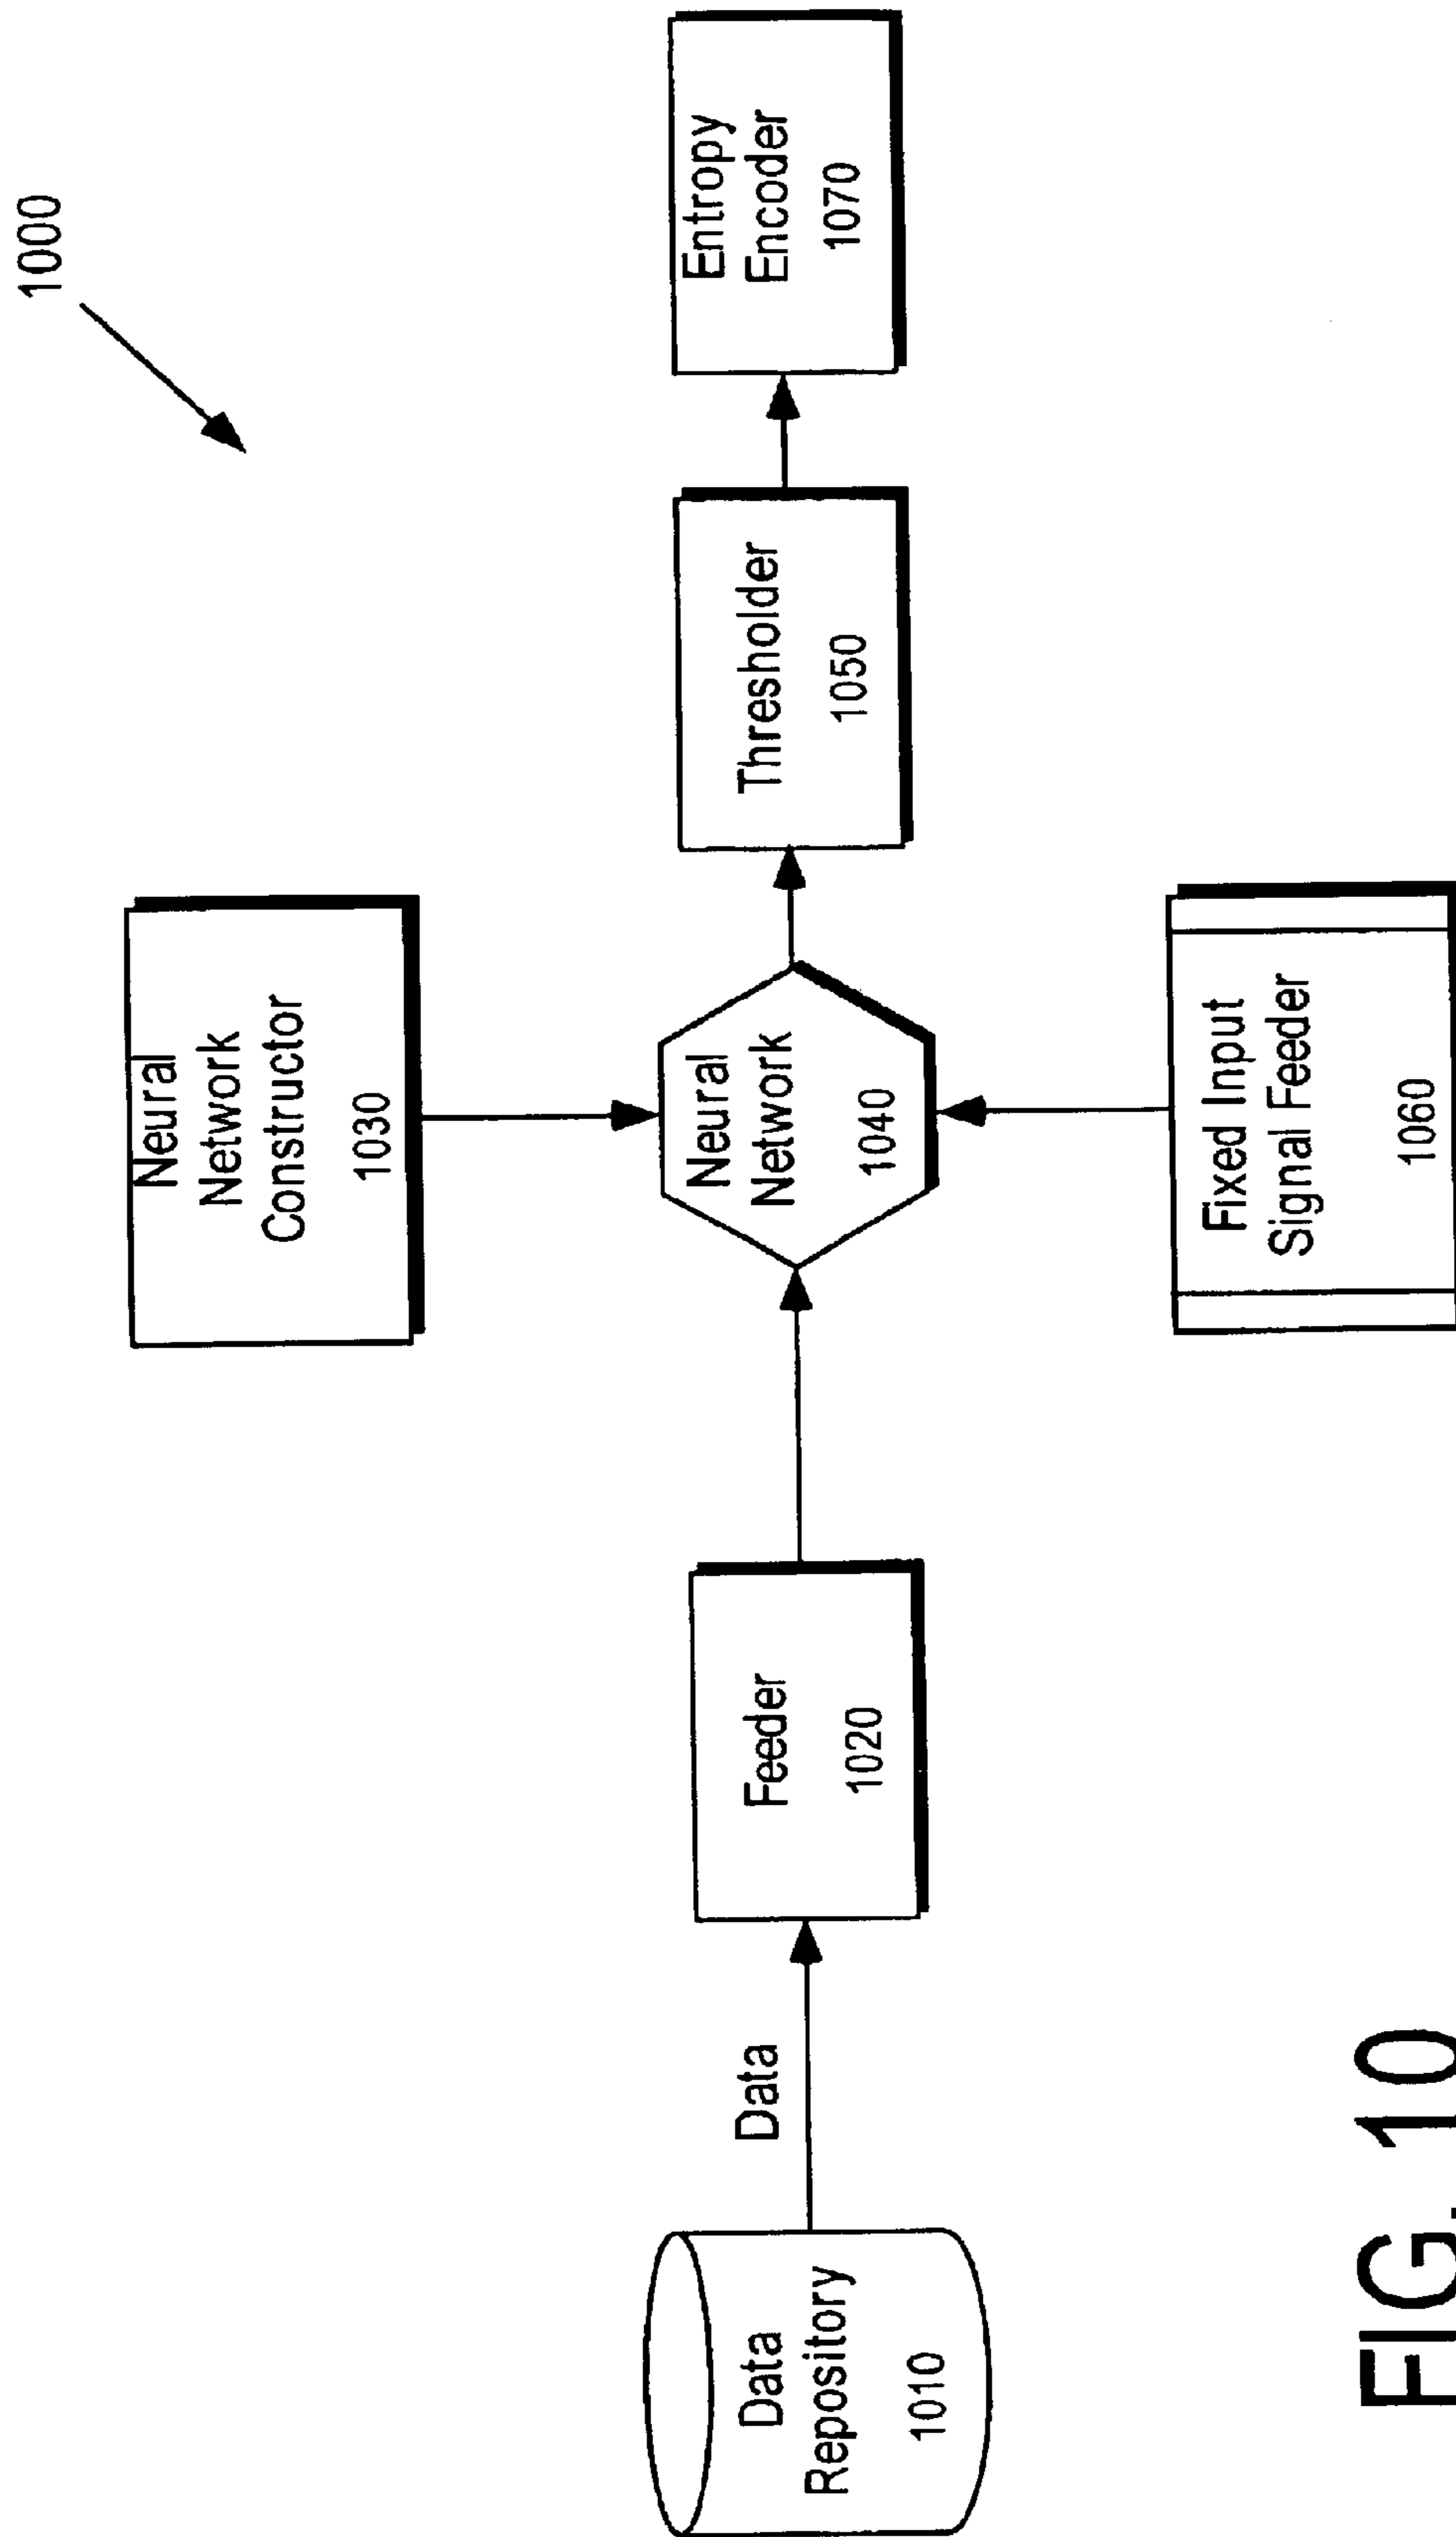 1000
Neural
Network
Constructor
1030
Data
Repository
1010
Data
Feeder
1020
Neural
Network
1040
Thresholder
1050
Entropy
Encoder
1070
Fixed Input
Signal Feeder
1060
FIG. 10